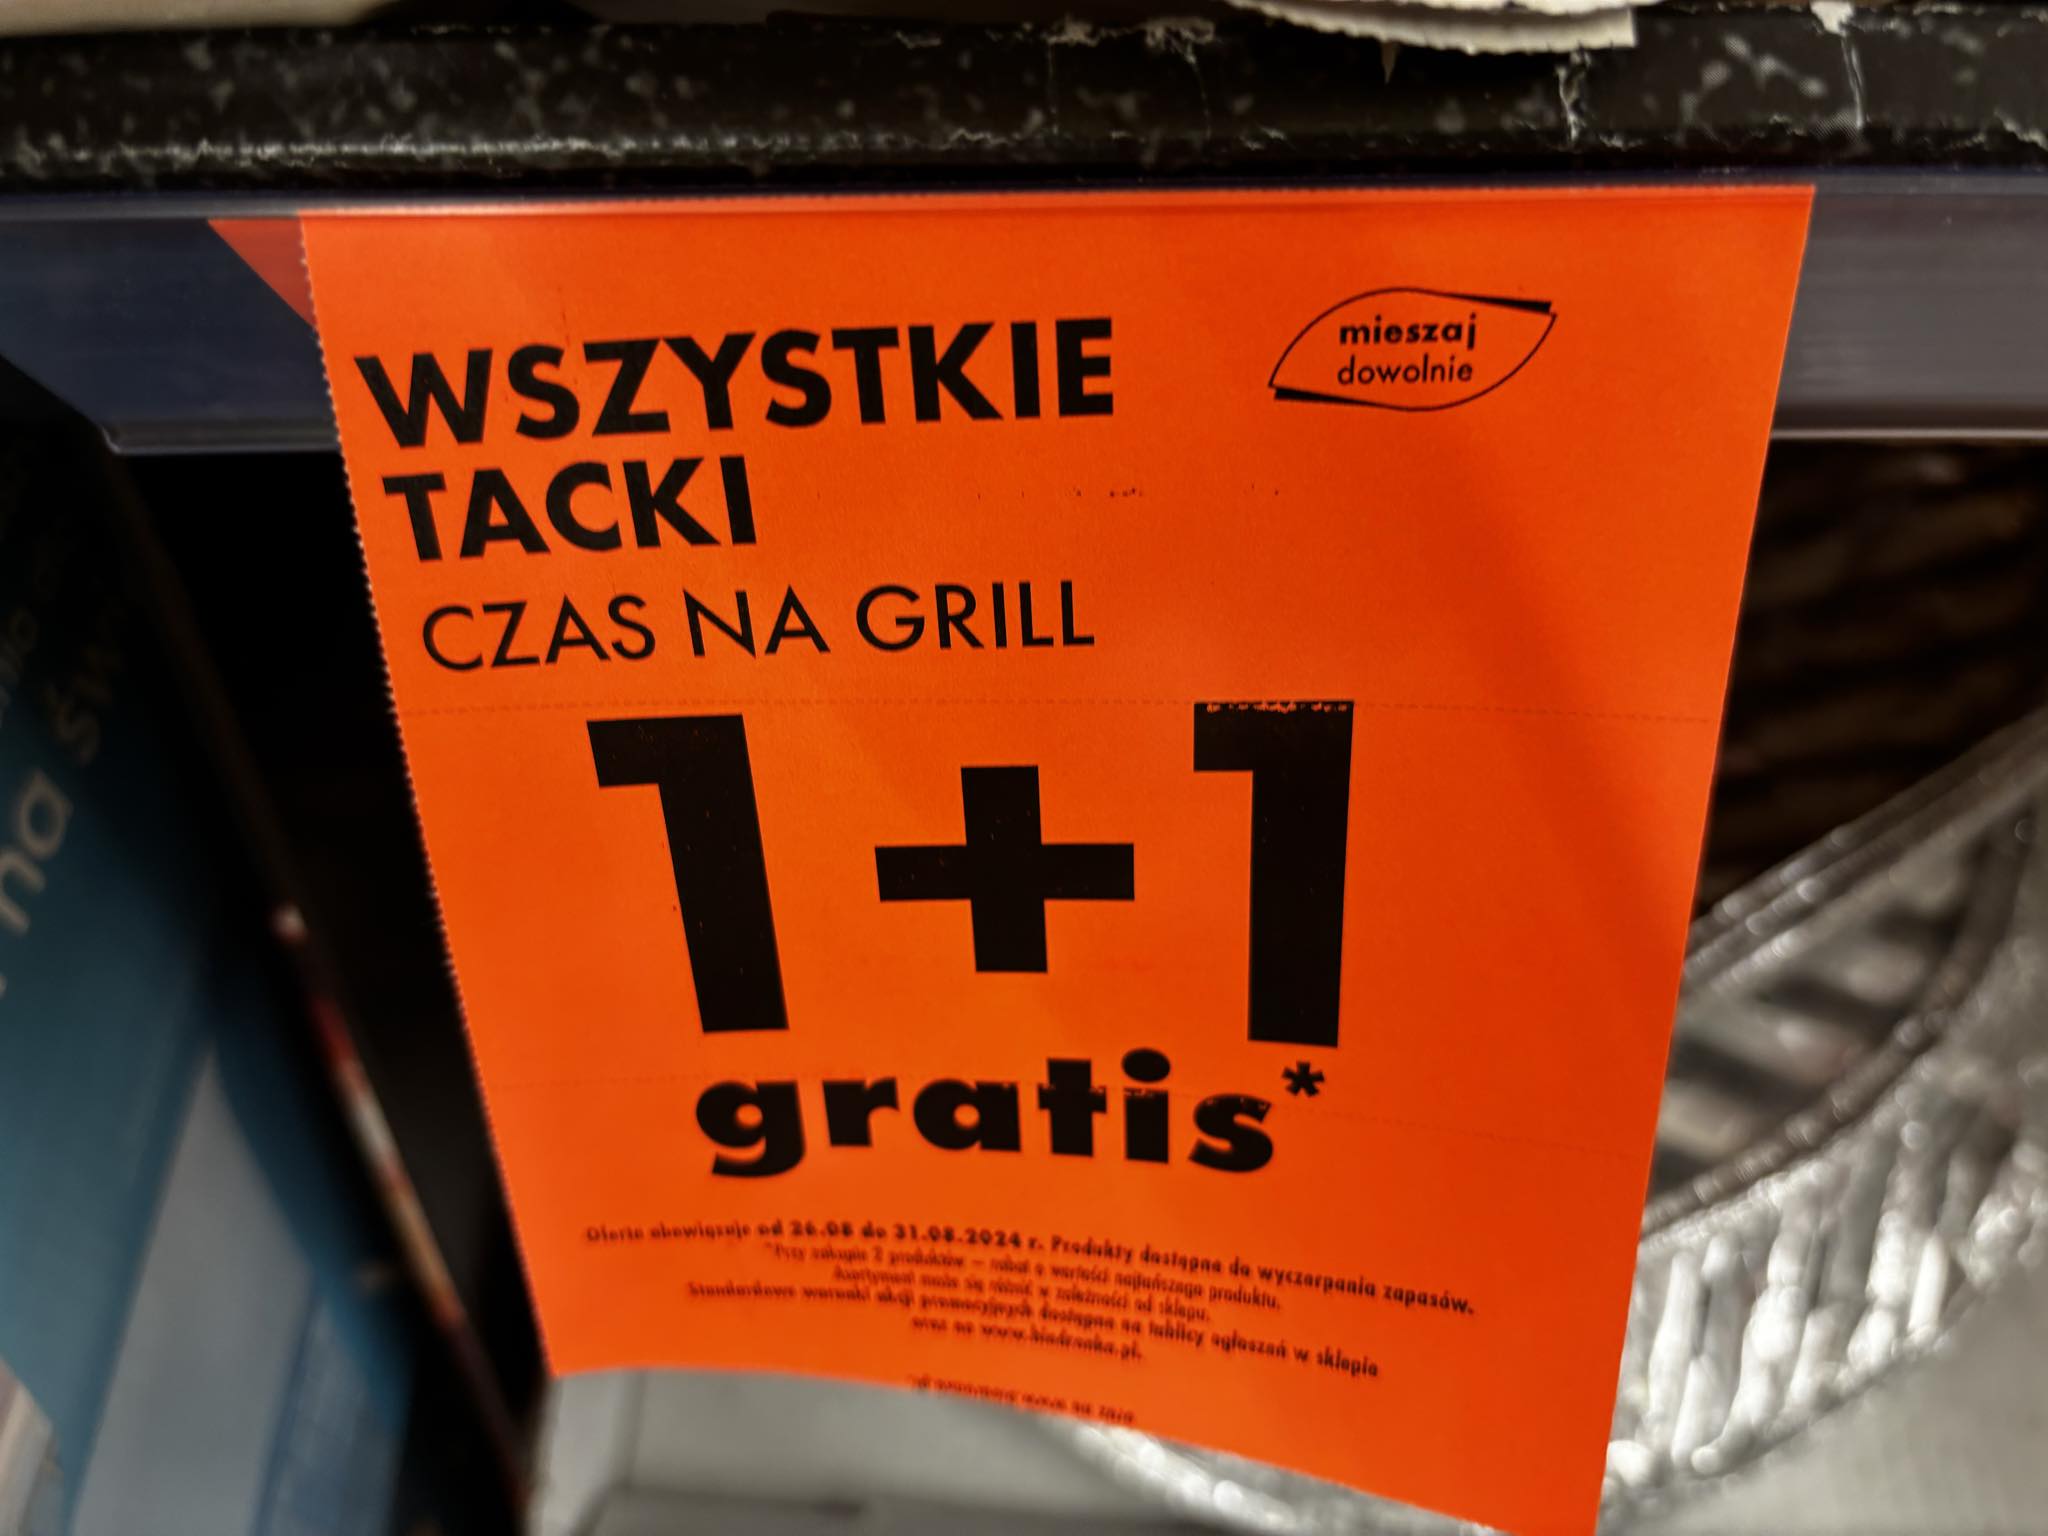 WSZYSTKIE
TACKI
CZAS NA GRILL
mieszaj
dowolnie
1+1
gratis*
Oferta obowiązuje od 26.08 do 31.08.2024 r. Produkty dostępne do wyczerpania zapasów.
*Przy zakupie 2 produktów – rabat o wartości najtańszego produktu.
Asortyment może się różnić w zależności od sklepu.
Standardowe warunki akcji promocyjnych dostępne na tablicy ogłoszeń w sklepie
oraz na www.biedronka.pl.
na